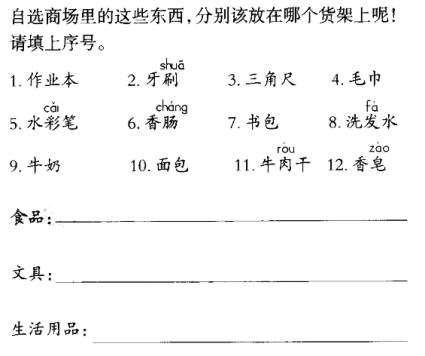 自选商场里的这些东西,分别该放在哪个货架上呢!
请填上序号。
shuā
1. 作业本 2. 牙刷 3. 三角尺 4. 毛巾
cǎi cháng fà
5. 水彩笔 6. 香肠 7. 书包 8. 洗发水
ròu zào
9. 牛奶 10. 面包 11. 牛肉干 12. 香皂
食品:
文具:
生活用品: